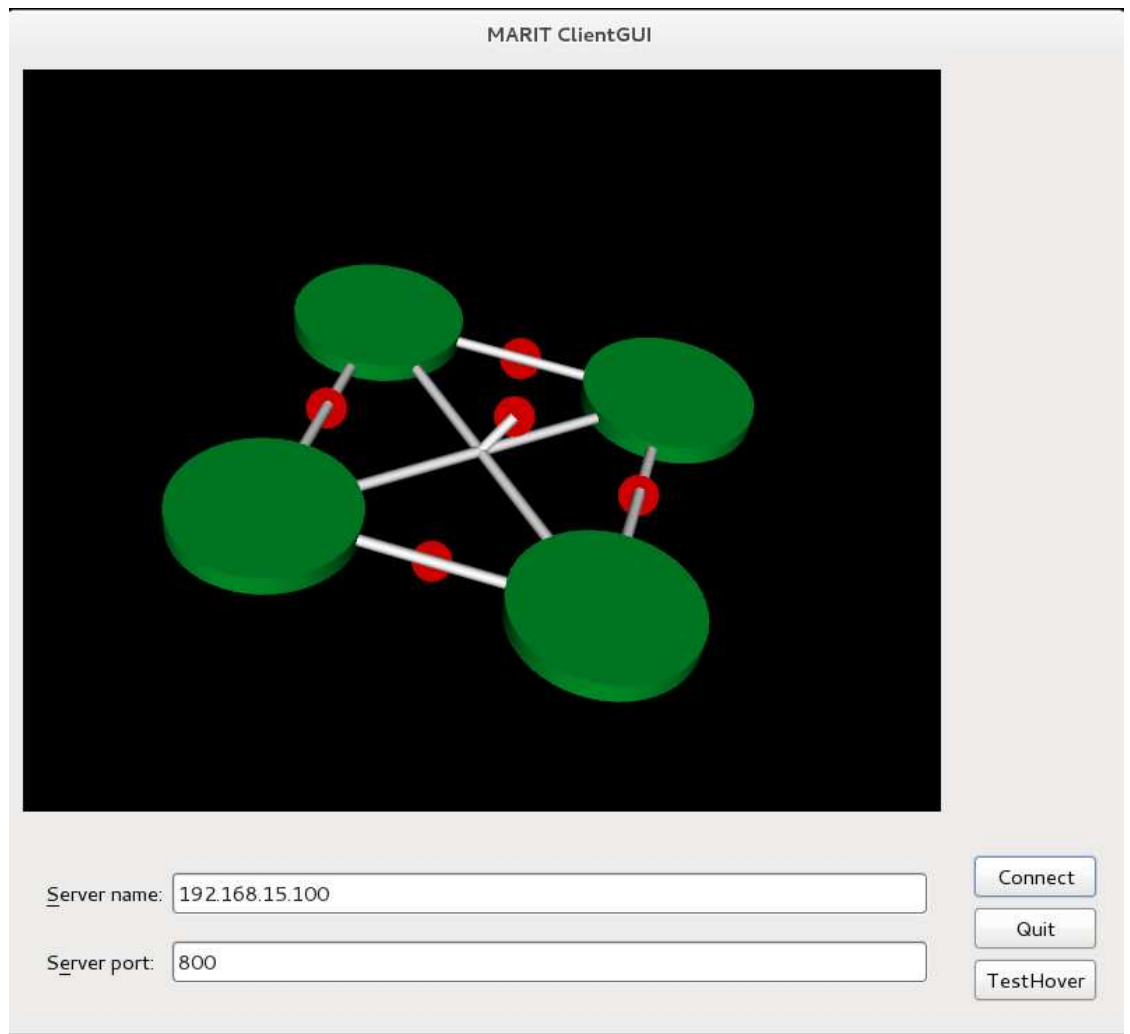 MARIT ClientGUI
Server name: 192.168.15.100
Connect
Quit
Server port: 800
TestHover